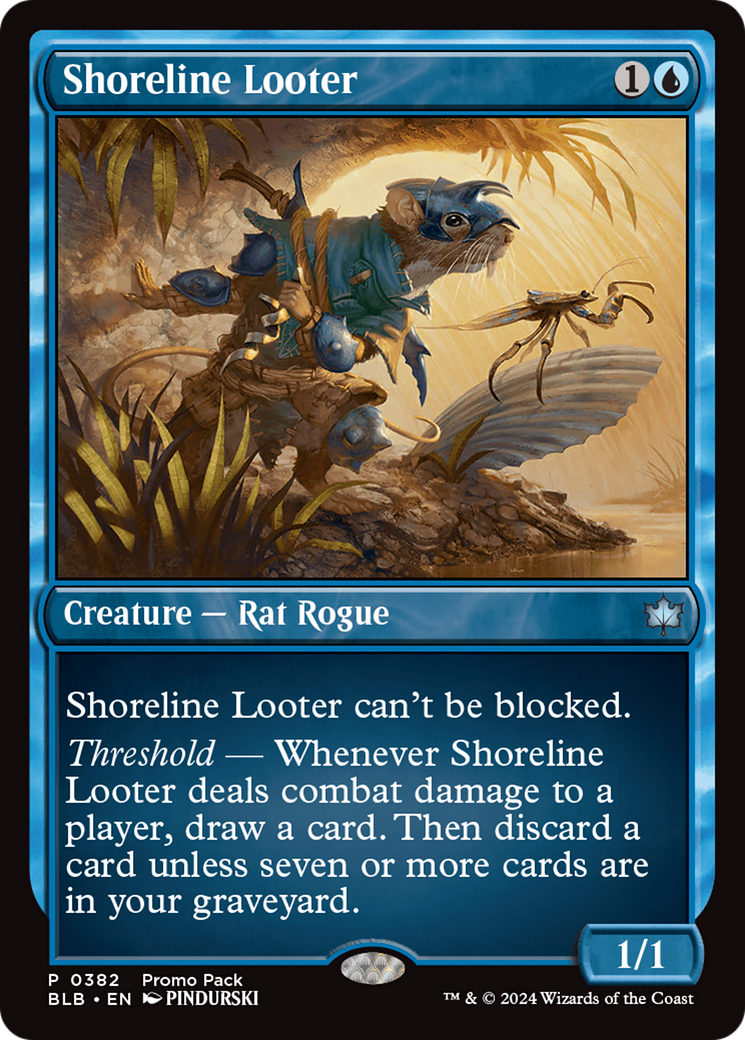 Shoreline Looter 1
Creature — Rat Rogue
Shoreline Looter can't be blocked.
Threshold — Whenever Shoreline
Looter deals combat damage to a
player, draw a card. Then discard a
card unless seven or more cards are
in your graveyard.
1/1
P 0382 Promo Pack
BLB • EN PINDURSKI
™ & © 2024 Wizards of the Coast